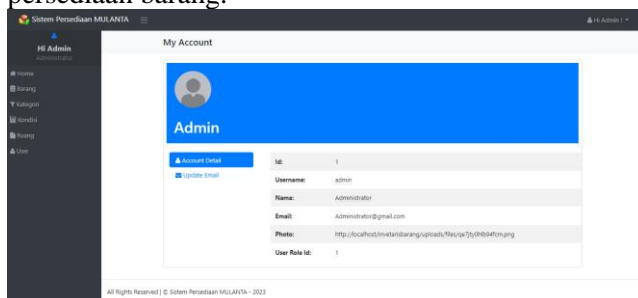 persediaan barang.
Sistem Persediaan MULANTA
Hi Admin !
Hi Admin
Administrator
Home
Barang
Kategori
Kondisi
Ruang
User
My Account
Admin
Account Detail
Update Email
Id: 1
Username: admin
Nama: Administrator
Email: Administrator@gmail.com
Photo:
User Role Id: 1
All Rights Reserved | © Sistem Persediaan MULANTA - 2023